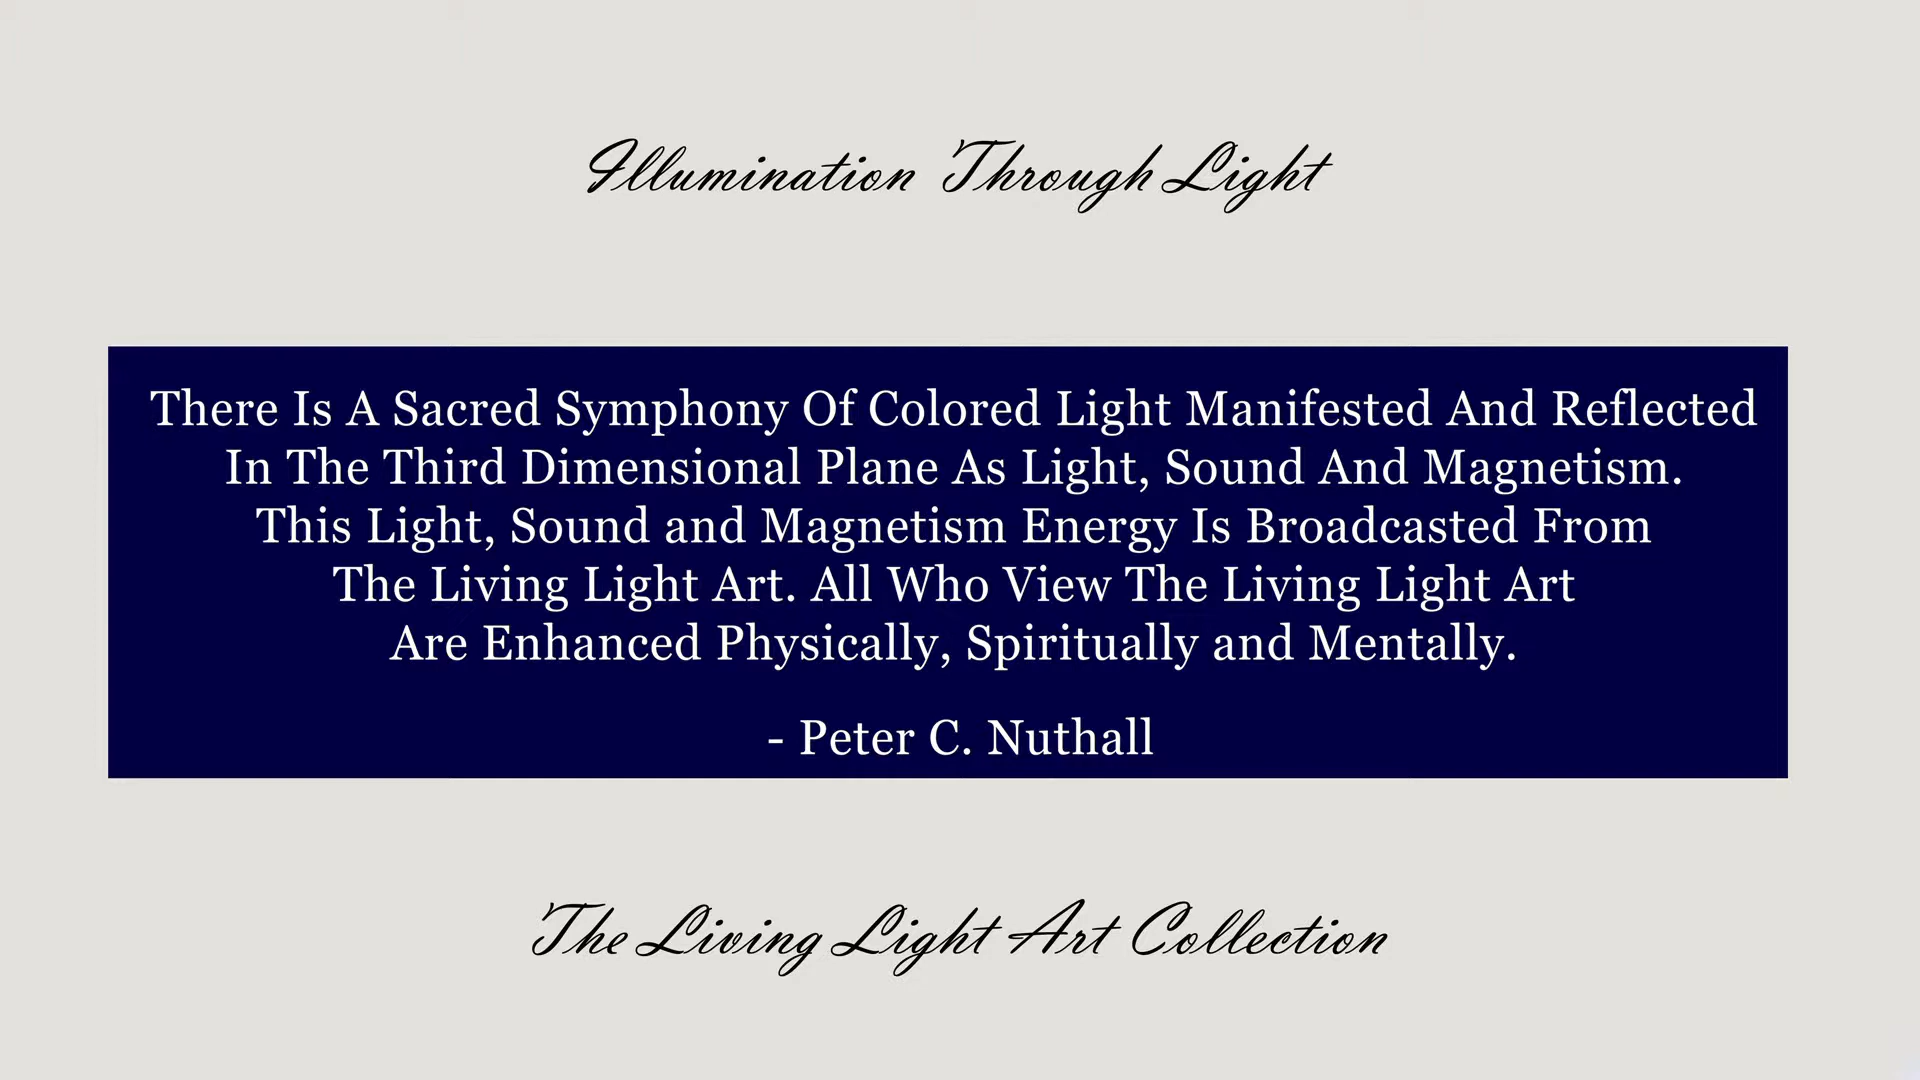 Illumination Through Light
There Is A Sacred Symphony Of Colored Light Manifested And Reflected
In The Third Dimensional Plane As Light, Sound And Magnetism.
This Light, Sound and Magnetism Energy Is Broadcasted From
The Living Light Art. All Who View The Living Light Art
Are Enhanced Physically, Spiritually and Mentally.
- Peter C. Nuthall
The Living Light Art Collection